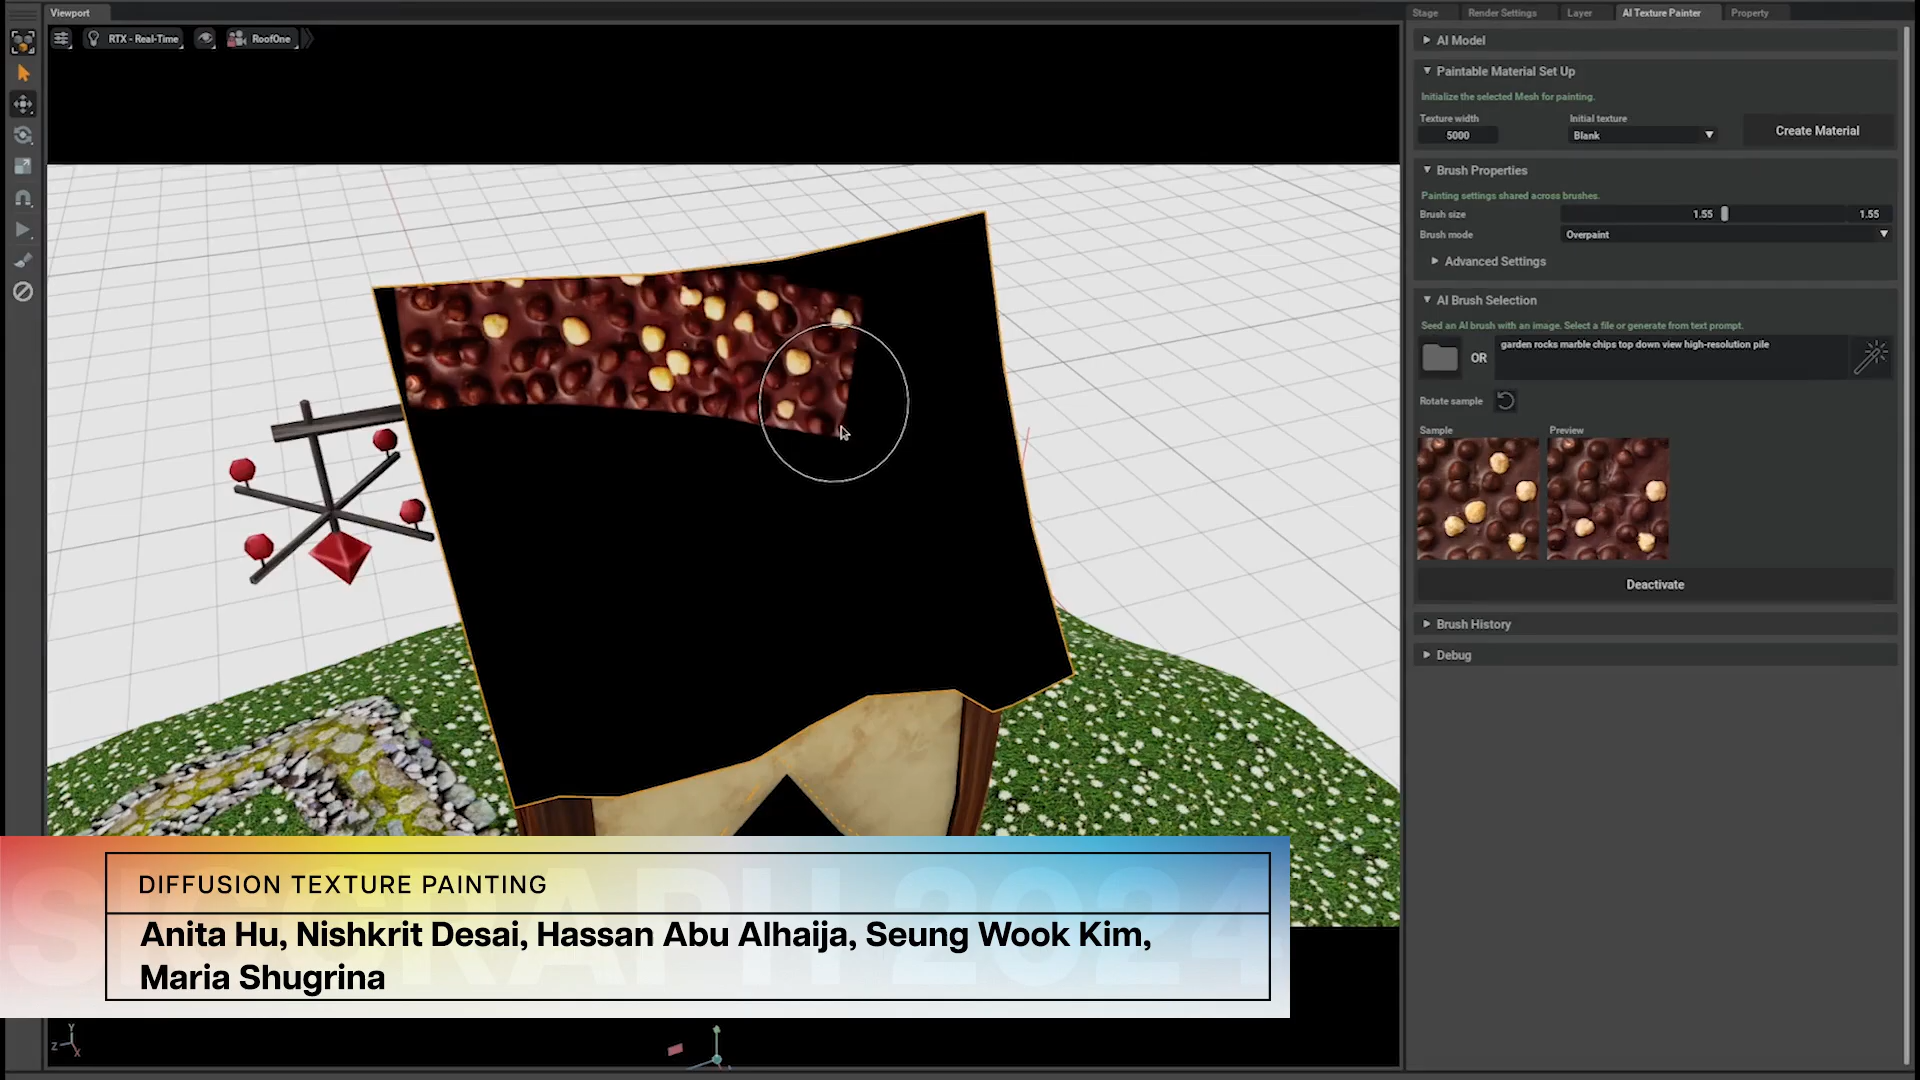 Viewport
Stage
Render Settings
Layer
AI Texture Painter
Property
RTX - Real-Time
RoofOne
AI Model
Paintable Material Set Up
Initialize the selected Mesh for painting.
Texture width
Initial texture
5000
Blank
Create Material
Brush Properties
Painting settings shared across brushes.
Brush size
1.55
1.55
Brush mode
Overpaint
Advanced Settings
AI Brush Selection
Seed an AI brush with an image. Select a file or generate from text prompt.
OR
garden rocks marble chips top down view high-resolution pile
Rotate sample
Sample
Preview
Deactivate
Brush History
Debug
SIGGRAPH 2024
DIFFUSION TEXTURE PAINTING
Anita Hu, Nishkrit Desai, Hassan Abu Alhaija, Seung Wook Kim,
Maria Shugrina
Y
Z
X